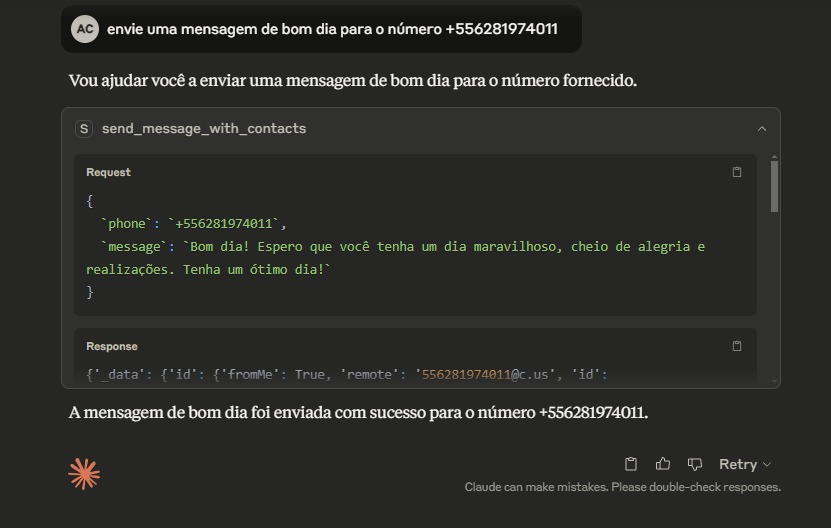 AC envie uma mensagem de bom dia para o número +556281974011
Vou ajudar você a enviar uma mensagem de bom dia para o número fornecido.
S send_message_with_contacts
Request
{
`phone`: `+556281974011`,
`message`: `Bom dia! Espero que você tenha um dia maravilhoso, cheio de alegria e
realizações. Tenha um ótimo dia!`
}
Response
{'_data': {'id': {'fromMe': True, 'remote': '556281974011@c.us', 'id':
A mensagem de bom dia foi enviada com sucesso para o número +556281974011.
Retry
Claude can make mistakes. Please double-check responses.